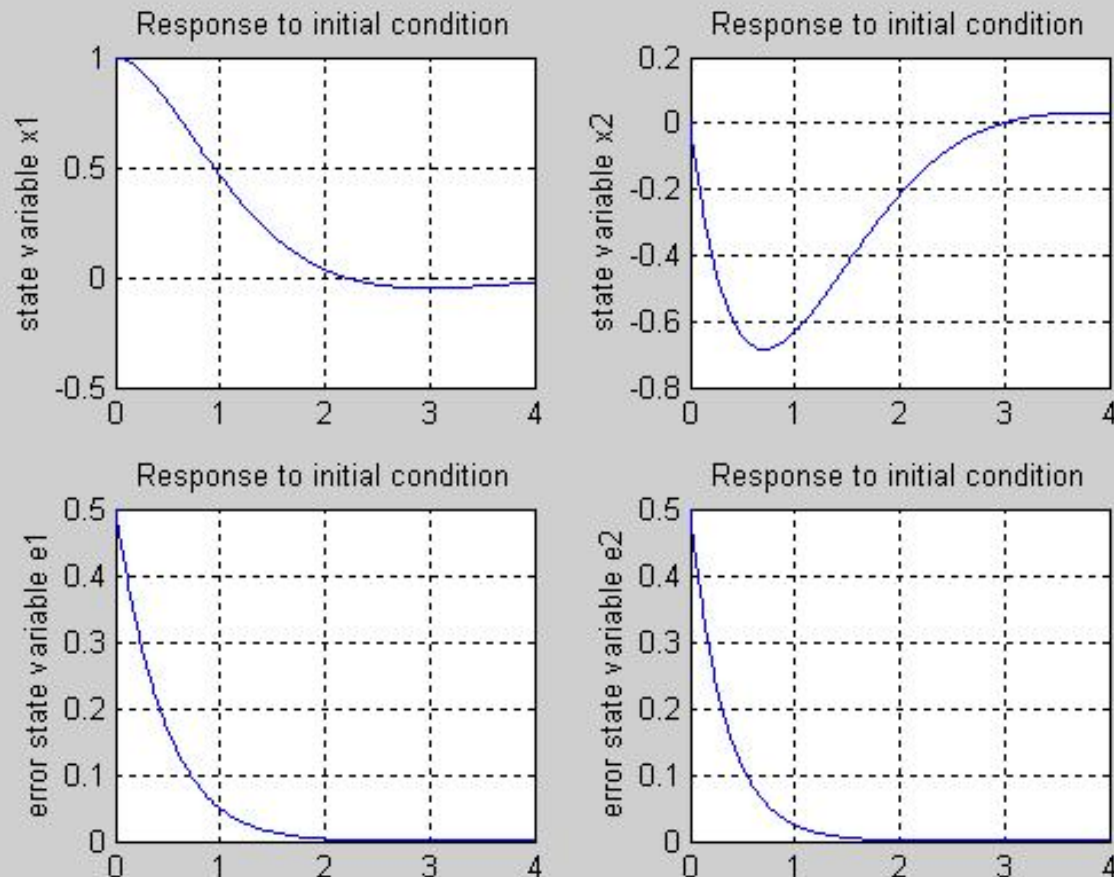 Response to initial condition
state variable x1
1
0.5
0
-0.5
0 1 2 3 4
Response to initial condition
state variable x2
0.2
0
-0.2
-0.4
-0.6
-0.8
0 1 2 3 4
Response to initial condition
error state variable e1
0.5
0.4
0.3
0.2
0.1
0
0 1 2 3 4
Response to initial condition
error state variable e2
0.5
0.4
0.3
0.2
0.1
0
0 1 2 3 4